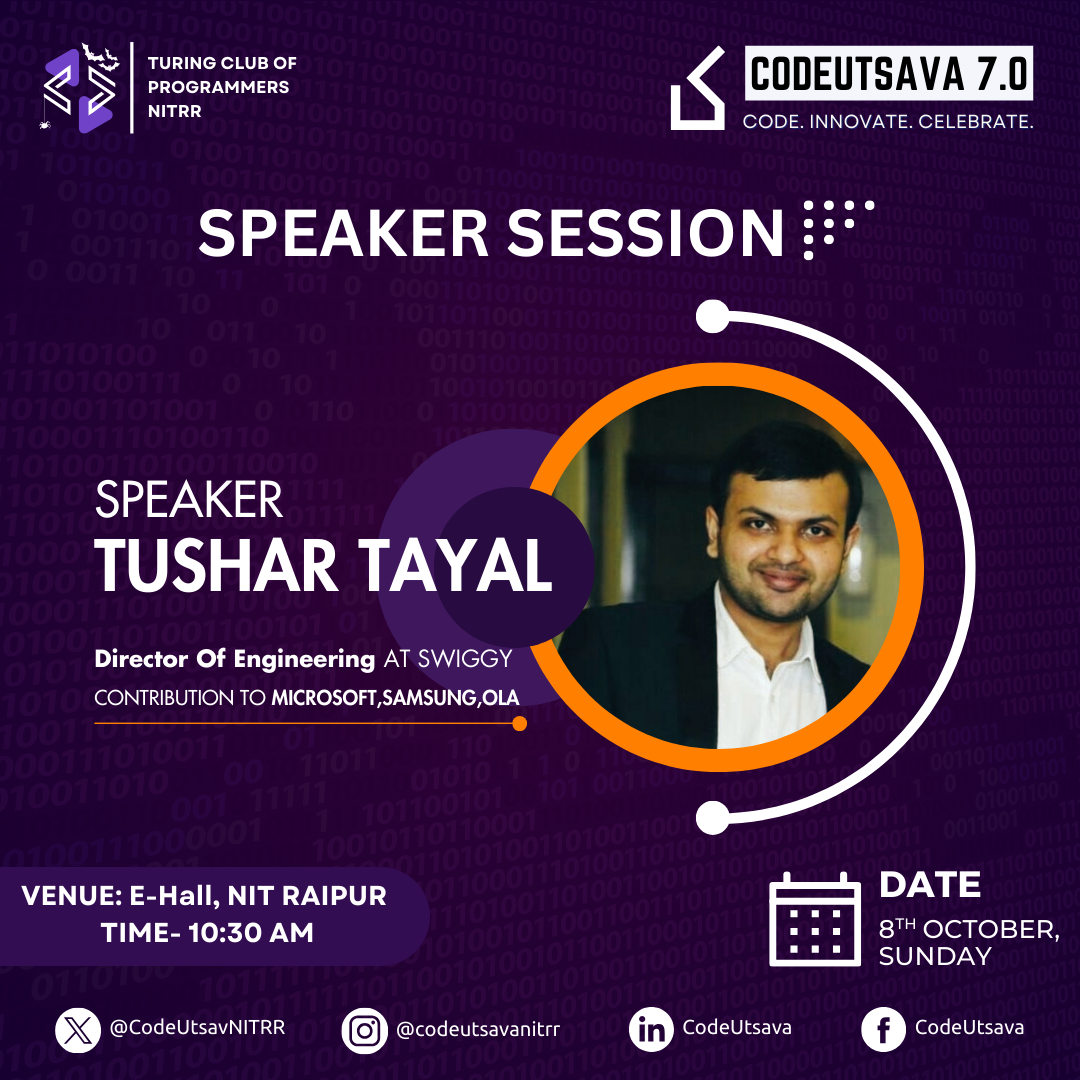 TURING CLUB OF
PROGRAMMERS
NITRR
CODEUTSAVA 7.0
CODE. INNOVATE. CELEBRATE.
SPEAKER SESSION
SPEAKER
TUSHAR TAYAL
Director Of Engineering AT SWIGGY
CONTRIBUTION TO MICROSOFT,SAMSUNG,OLA
VENUE: E-Hall, NIT RAIPUR
TIME- 10:30 AM
DATE
8TH OCTOBER,
SUNDAY
@CodeUtsavNITRR
@codeutsavanitrr
CodeUtsava
CodeUtsava